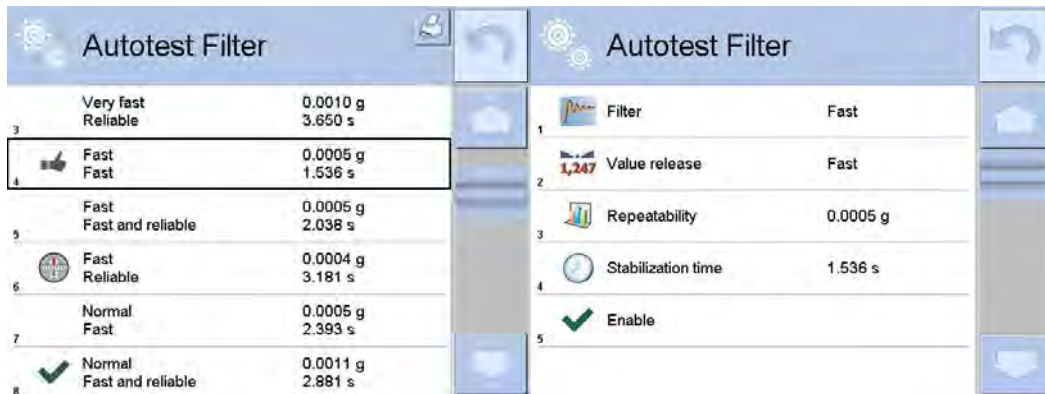 Autotest Filter
Very fast 0.0010 g
3 Reliable 3.650 s
Fast 0.0005 g
4 Fast 1.536 s
Fast 0.0005 g
5 Fast and reliable 2.038 s
Fast 0.0004 g
6 Reliable 3.181 s
Normal 0.0005 g
7 Fast 2.393 s
Normal 0.0011 g
8 Fast and reliable 2.881 s
Autotest Filter
1 Filter Fast
2 1,247 Value release Fast
3 Repeatability 0.0005 g
4 Stabilization time 1.536 s
5 Enable